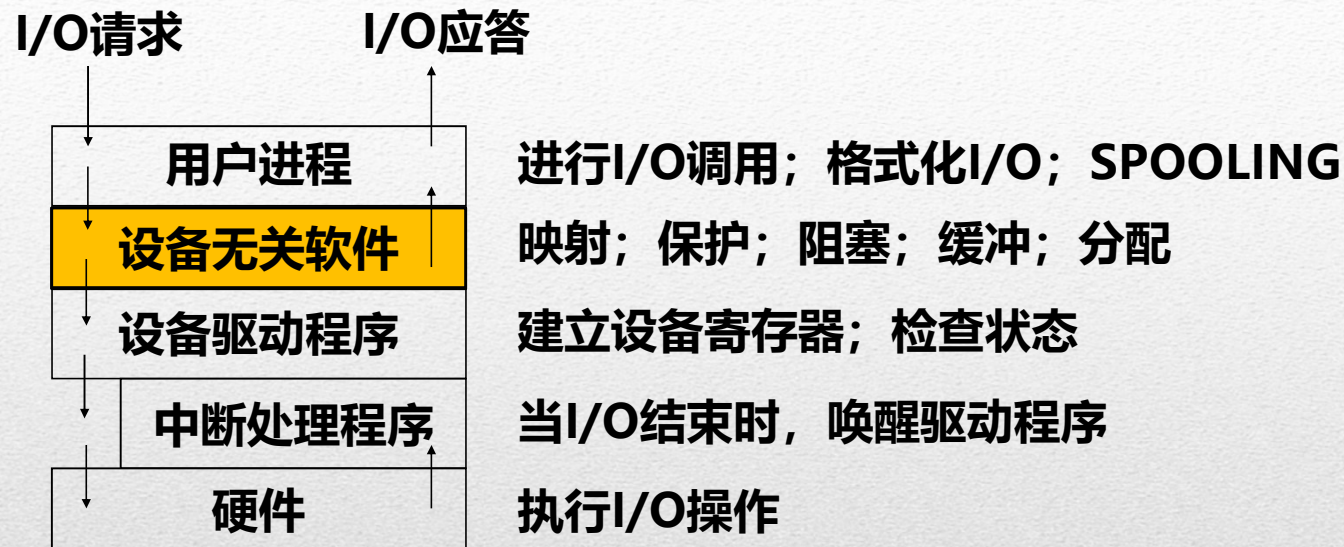 I/O请求 I/O应答
用户进程 进行I/O调用；格式化I/O；SPOOLING
设备无关软件 映射；保护；阻塞；缓冲；分配
设备驱动程序 建立设备寄存器；检查状态
中断处理程序 当I/O结束时，唤醒驱动程序
硬件 执行I/O操作